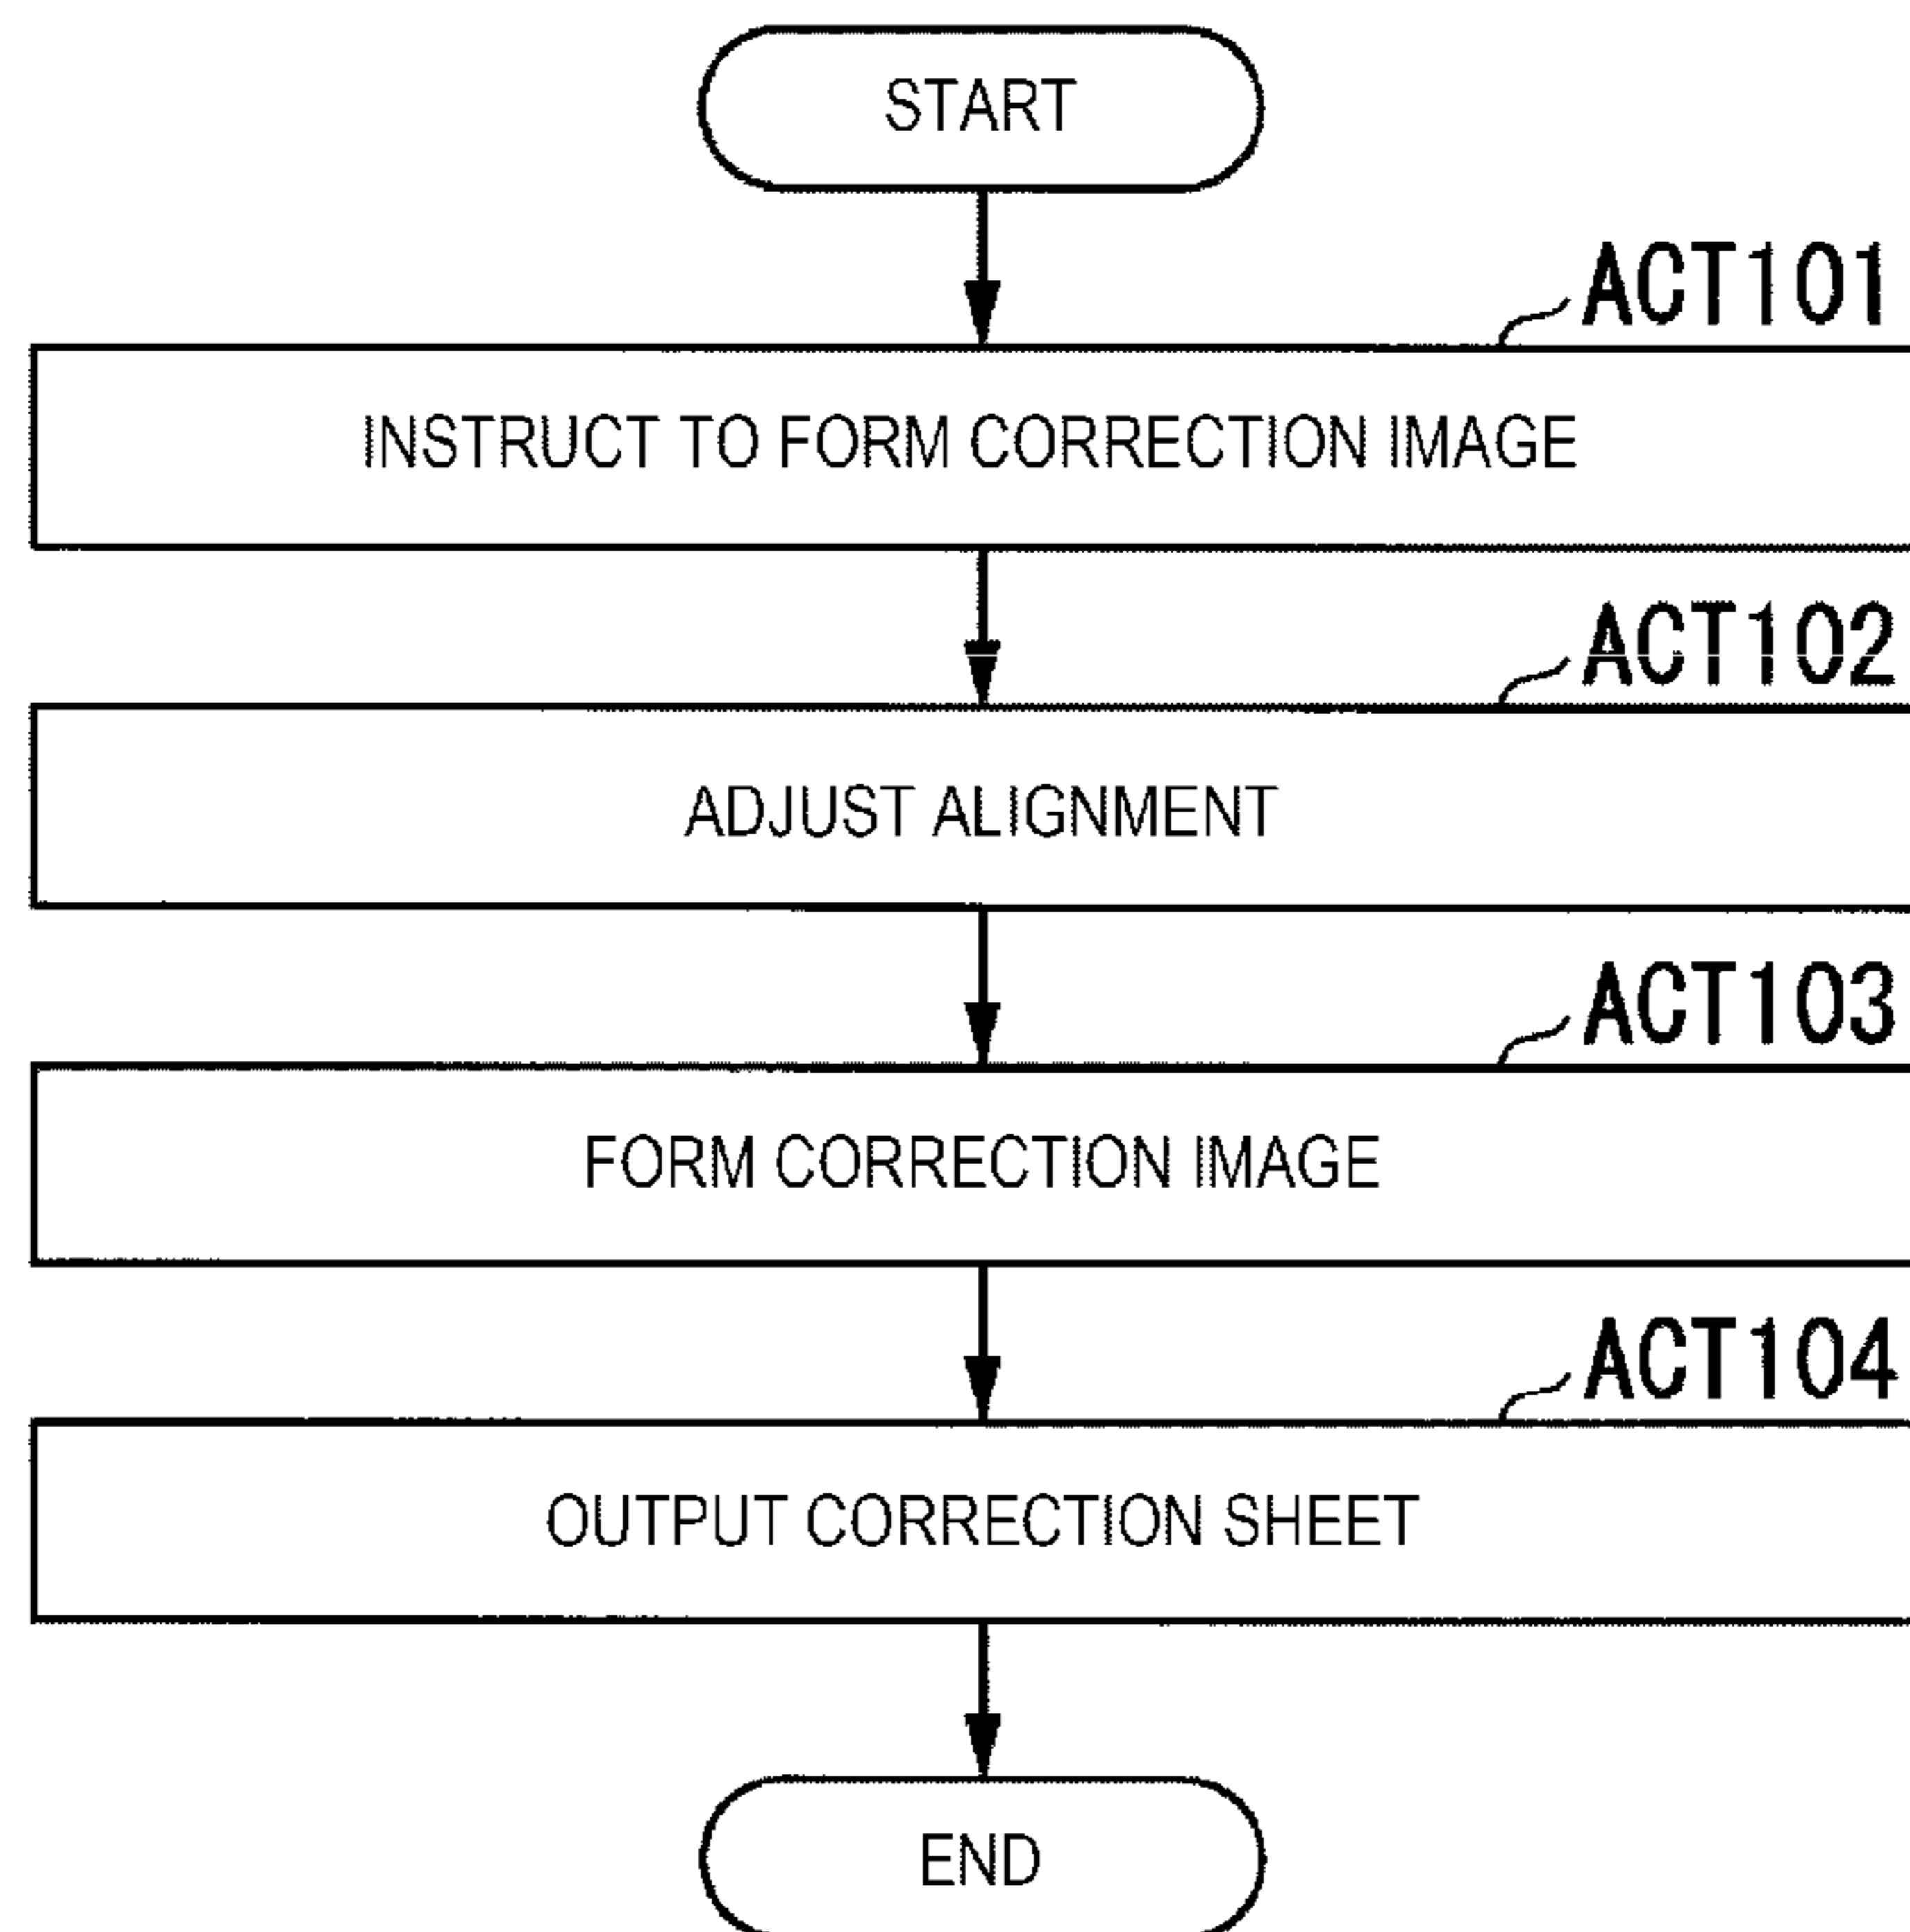 START
ACT101
INSTRUCT TO FORM CORRECTION IMAGE
ACT102
ADJUST ALIGNMENT
ACT103
FORM CORRECTION IMAGE
ACT104
OUTPUT CORRECTION SHEET
END